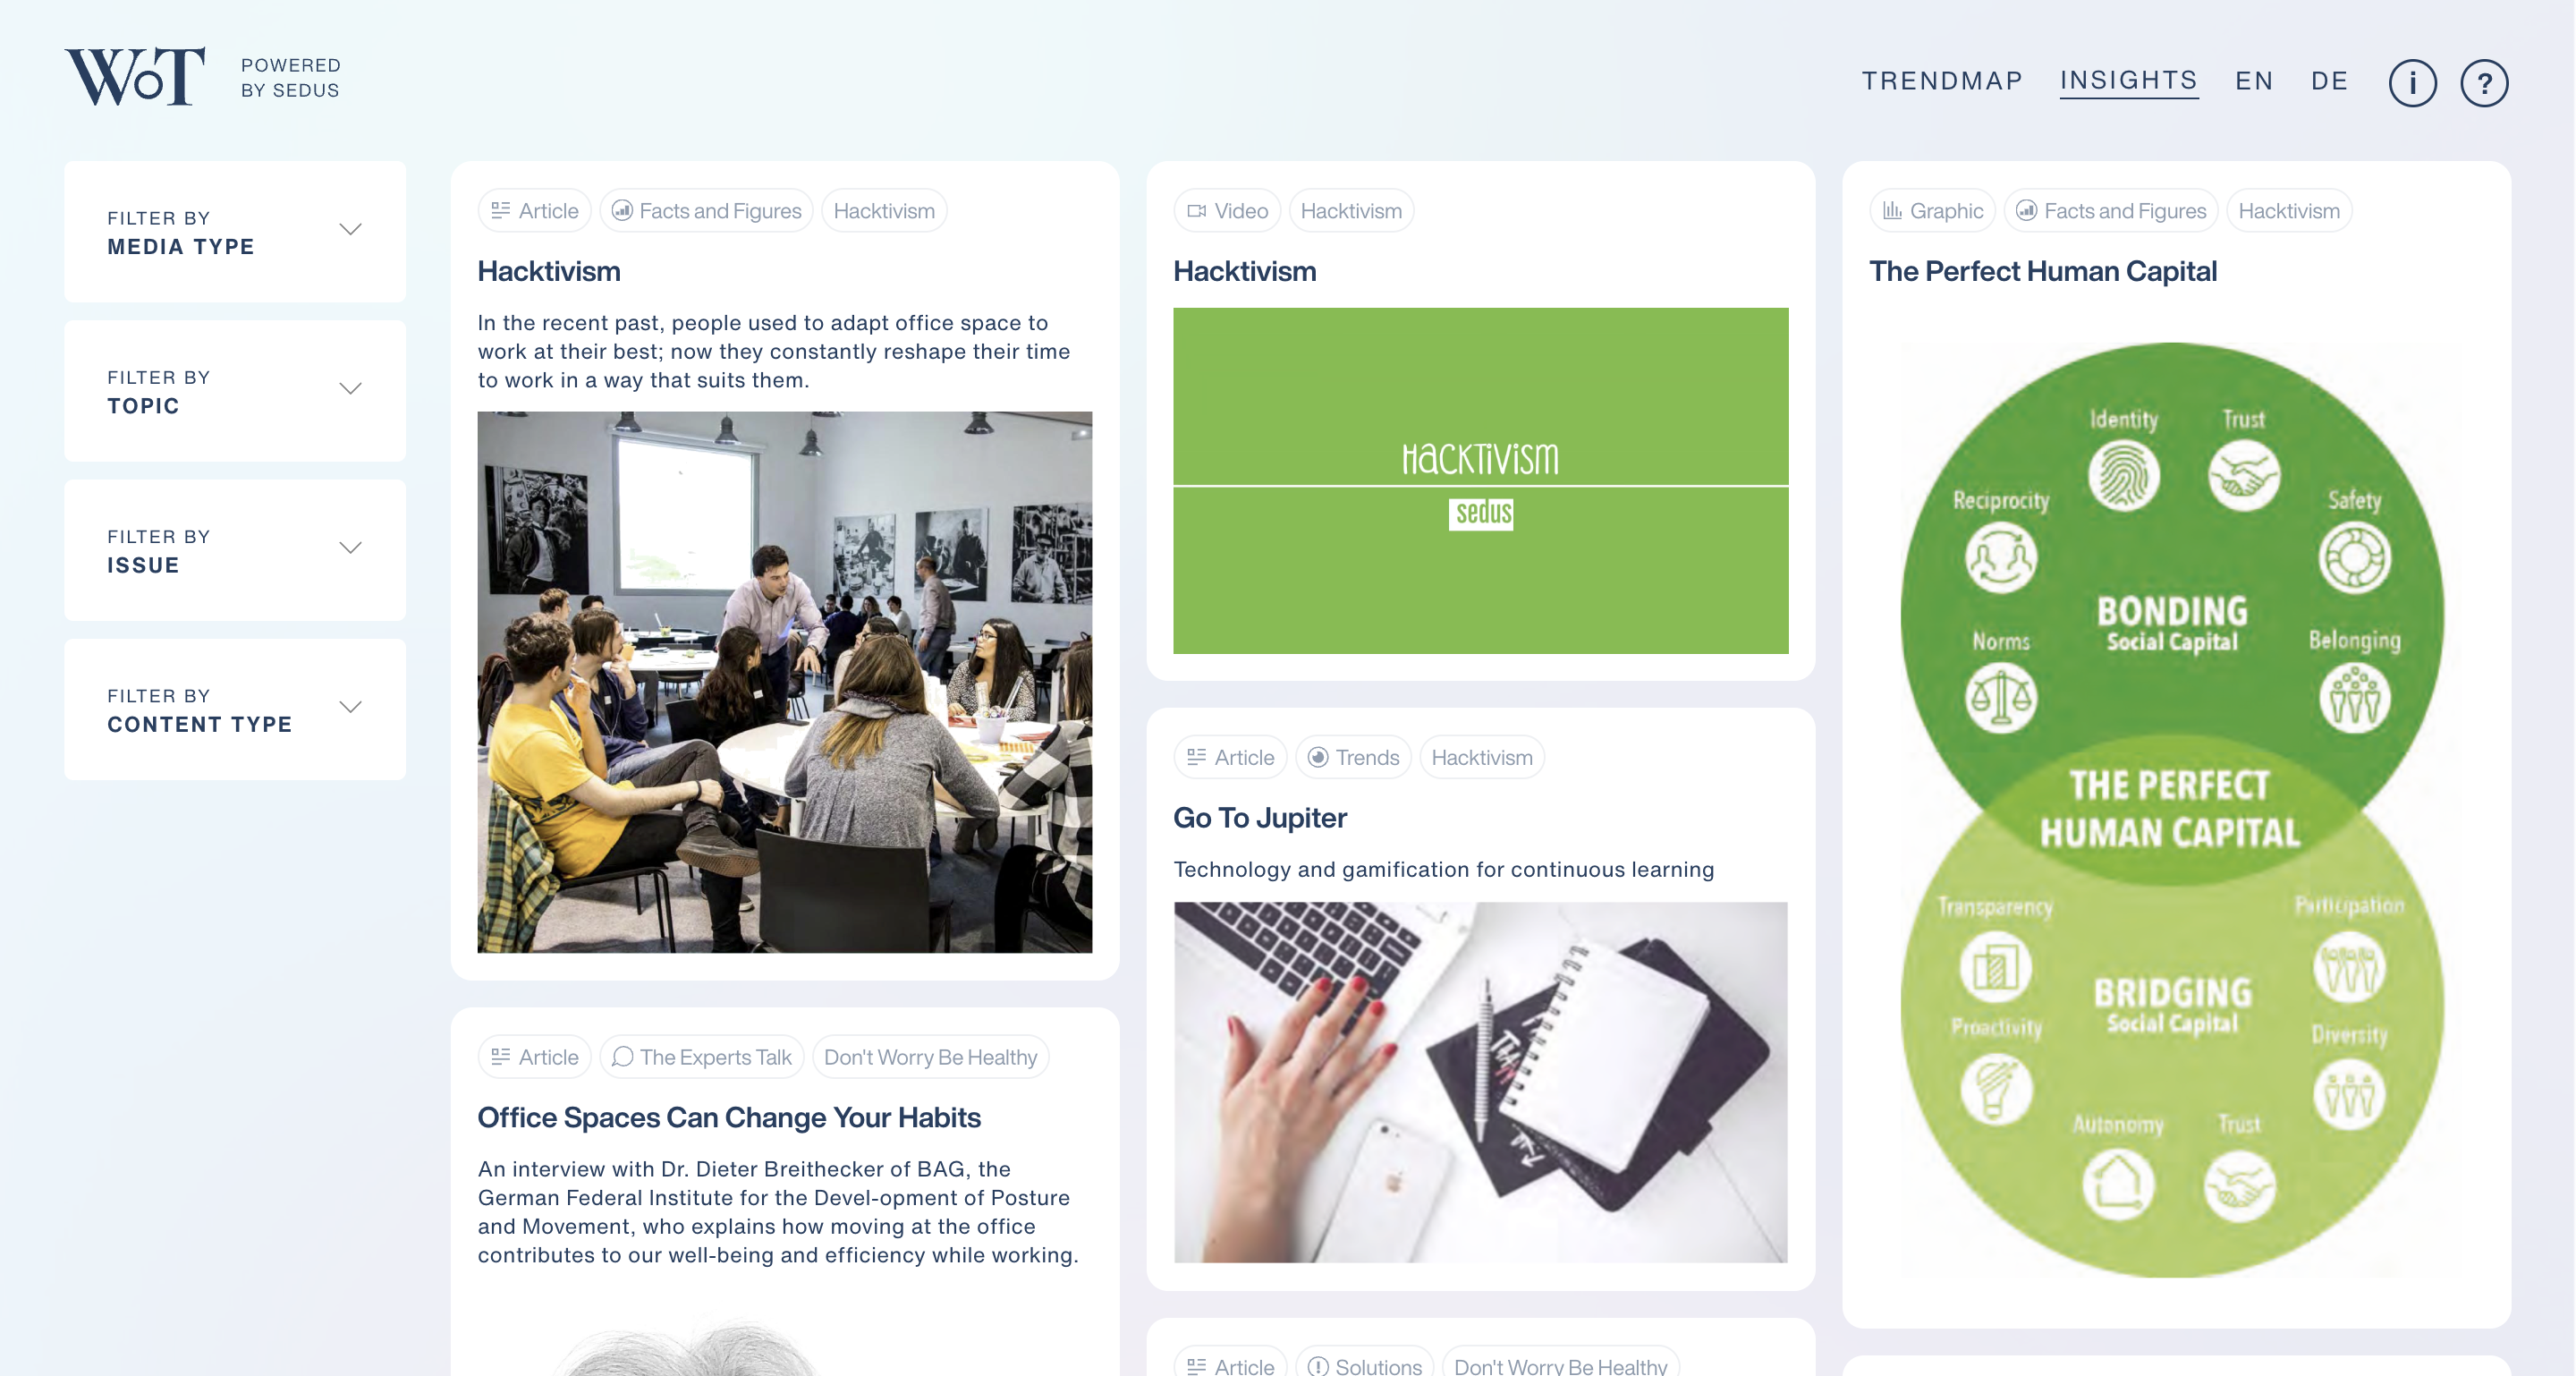 WoT
POWERED
BY SEDUS
TRENDMAP
INSIGHTS
EN
DE
i
?
FILTER BY
MEDIA TYPE
FILTER BY
TOPIC
FILTER BY
ISSUE
FILTER BY
CONTENT TYPE
Article
Facts and Figures
Hacktivism
Hacktivism
In the recent past, people used to adapt office space to
work at their best; now they constantly reshape their time
to work in a way that suits them.
Article
The Experts Talk
Don't Worry Be Healthy
Office Spaces Can Change Your Habits
An interview with Dr. Dieter Breithecker of BAG, the
German Federal Institute for the Devel-opment of Posture
and Movement, who explains how moving at the office
contributes to our well-being and efficiency while working.
Video
Hacktivism
Hacktivism
HACKTiViSM
sedus
Article
Trends
Hacktivism
Go To Jupiter
Technology and gamification for continuous learning
Article
Solutions
Don't Worry Be Healthy
Graphic
Facts and Figures
Hacktivism
The Perfect Human Capital
Identity
Trust
Reciprocity
Safety
BONDING
Social Capital
Norms
Belonging
THE PERFECT
HUMAN CAPITAL
Transparency
Participation
BRIDGING
Social Capital
Proactivity
Diversity
Autonomy
Trust